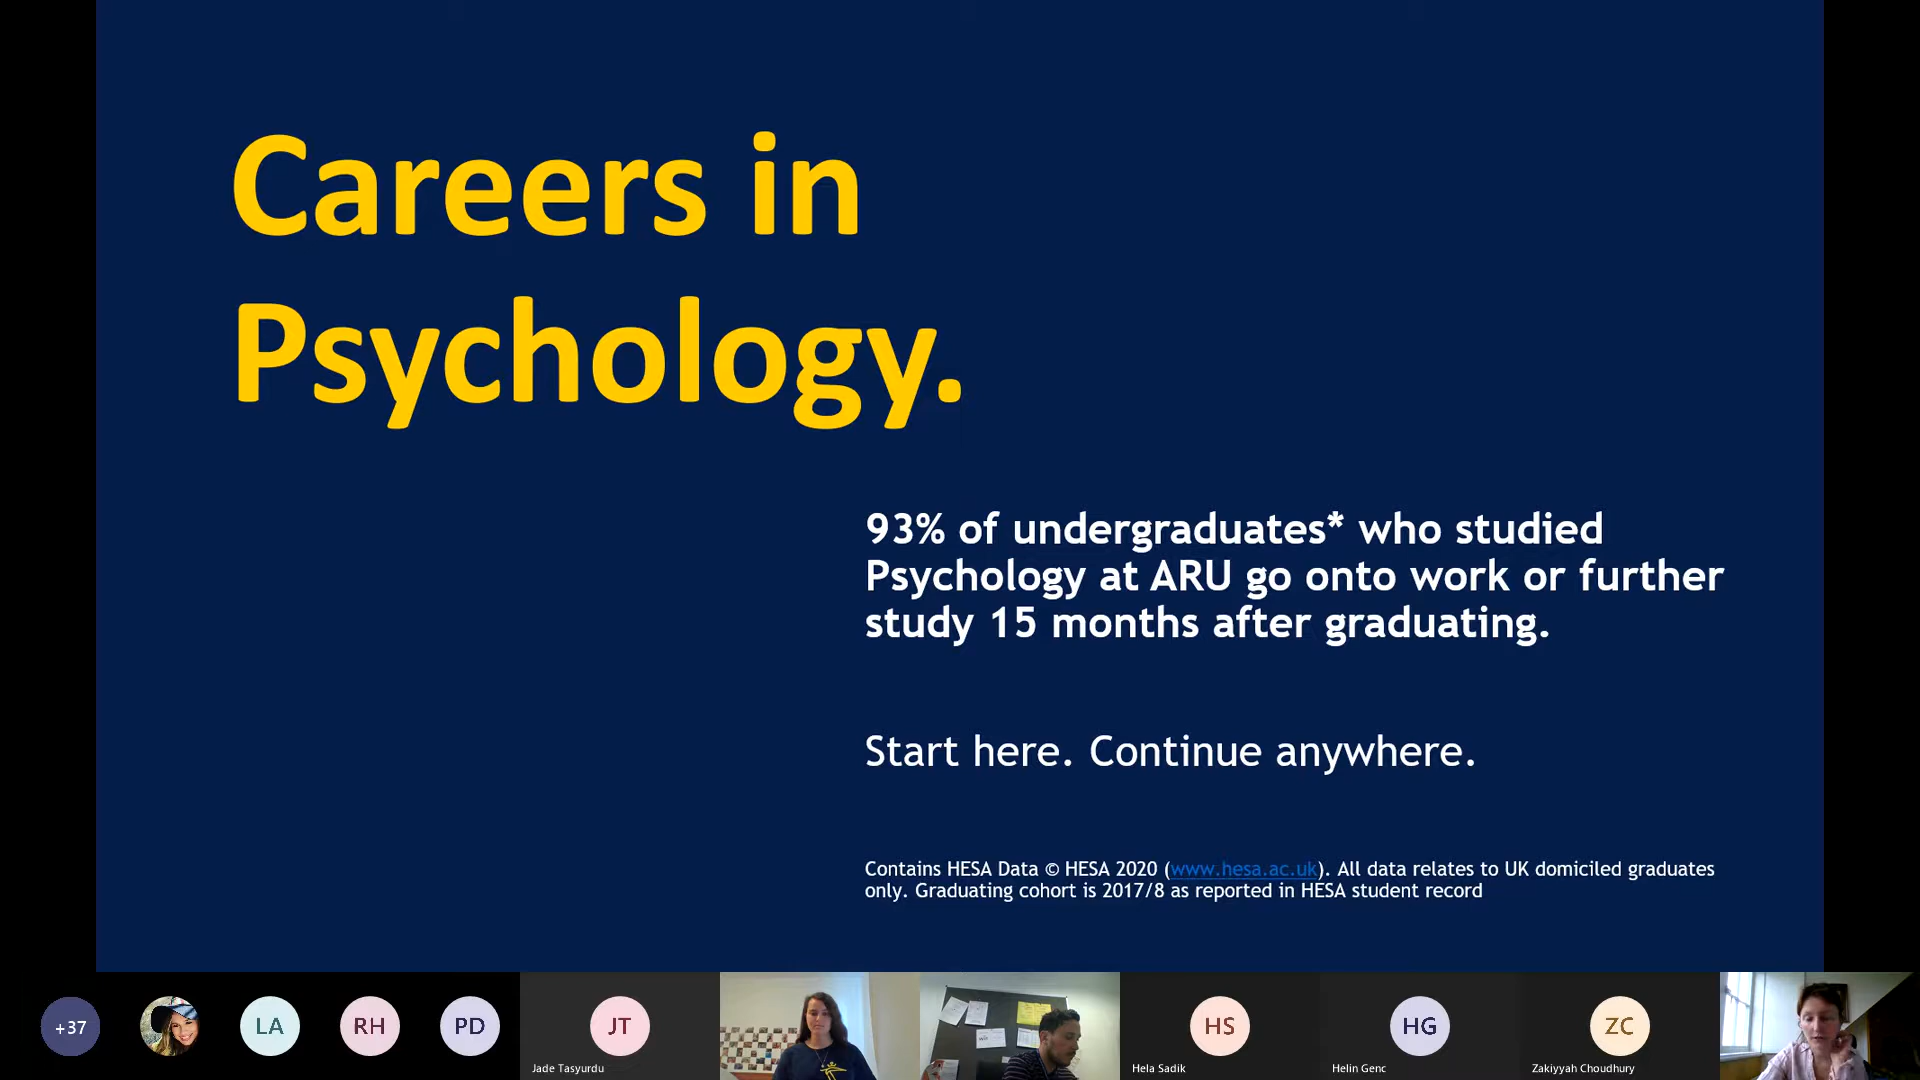 Careers in
Psychology.
93% of undergraduates* who studied
Psychology at ARU go onto work or further
study 15 months after graduating.
Start here. Continue anywhere.
Contains HESA Data © HESA 2020 (www.hesa.ac.uk). All data relates to UK domiciled graduates
only. Graduating cohort is 2017/8 as reported in HESA student record
+37
LA
RH
PD
JT
Jade Tasyurdu
HS
Hela Sadik
HG
Helin Genc
ZC
Zakiyyah Choudhury